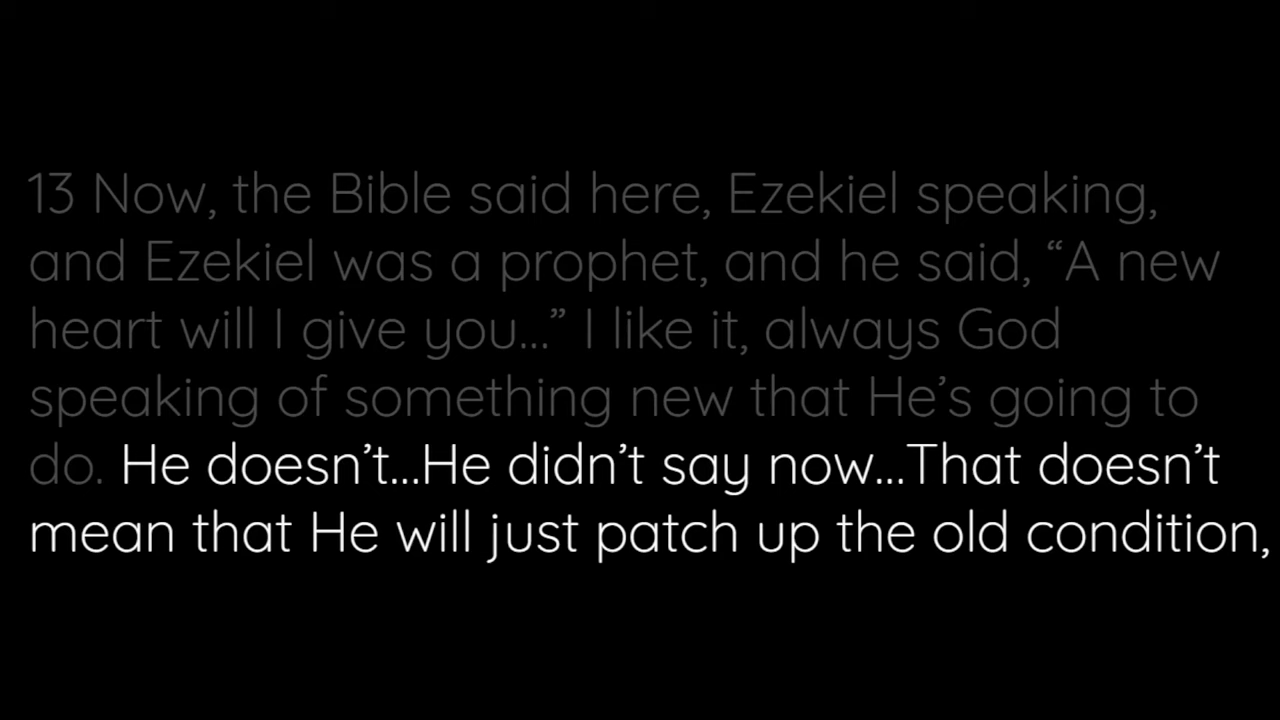 13 Now, the Bible said here, Ezekiel speaking,
and Ezekiel was a prophet, and he said, “A new
heart will I give you...” I like it, always God
speaking of something new that He’s going to
do. He doesn’t...He didn’t say now...That doesn’t
mean that He will just patch up the old condition,